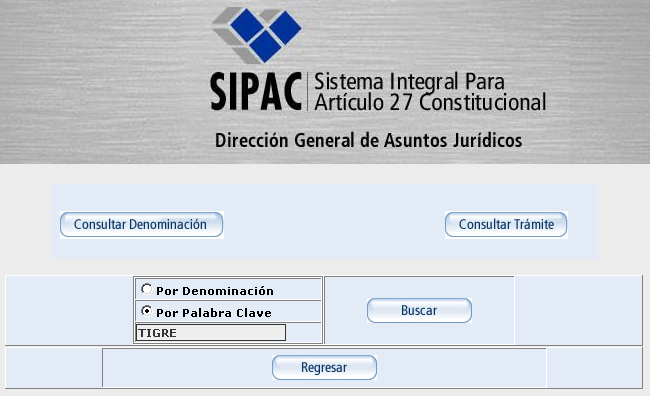 SIPAC
Sistema Integral Para
Artículo 27 Constitucional
Dirección General de Asuntos Jurídicos
Consultar Denominación
Consultar Trámite
Por Denominación
Por Palabra Clave
TIGRE
Buscar
Regresar